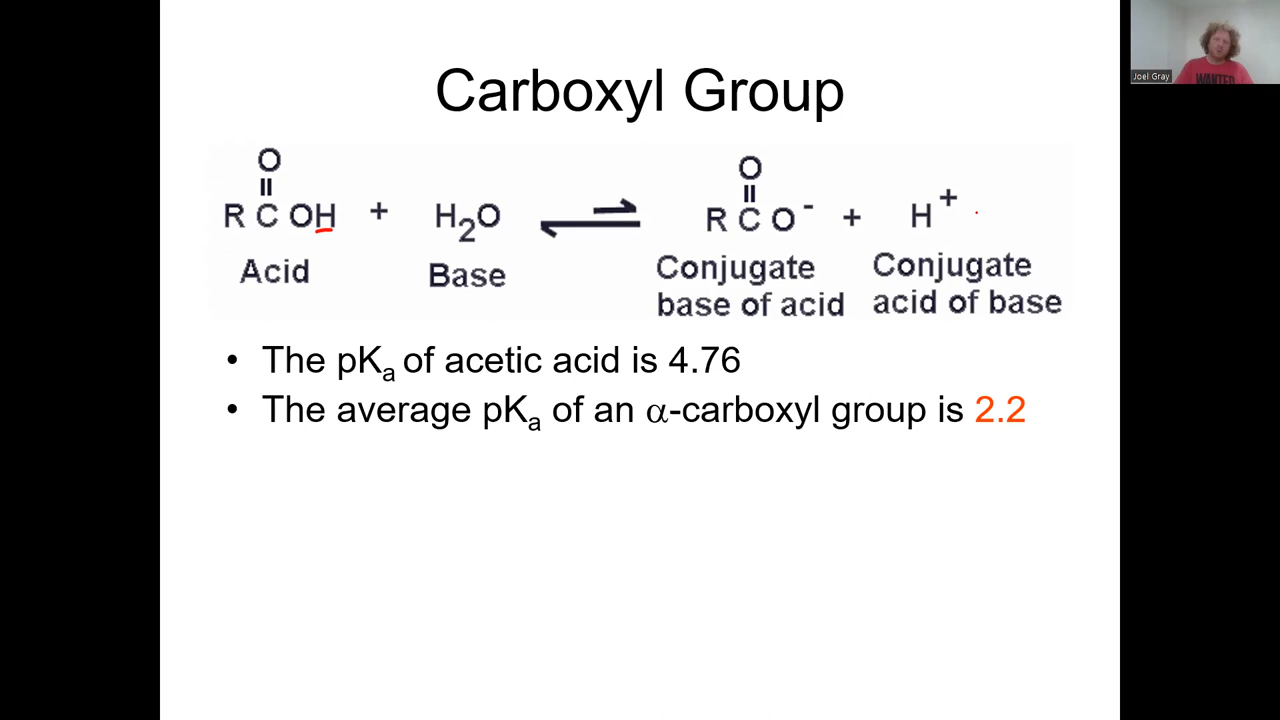 Carboxyl Group
O
R C OH + H2O ⇌ R C O- + H+
O
Acid Base Conjugate base of acid Conjugate acid of base
• The pKa of acetic acid is 4.76
• The average pKa of an α-carboxyl group is 2.2
Joel Gray
WANTED